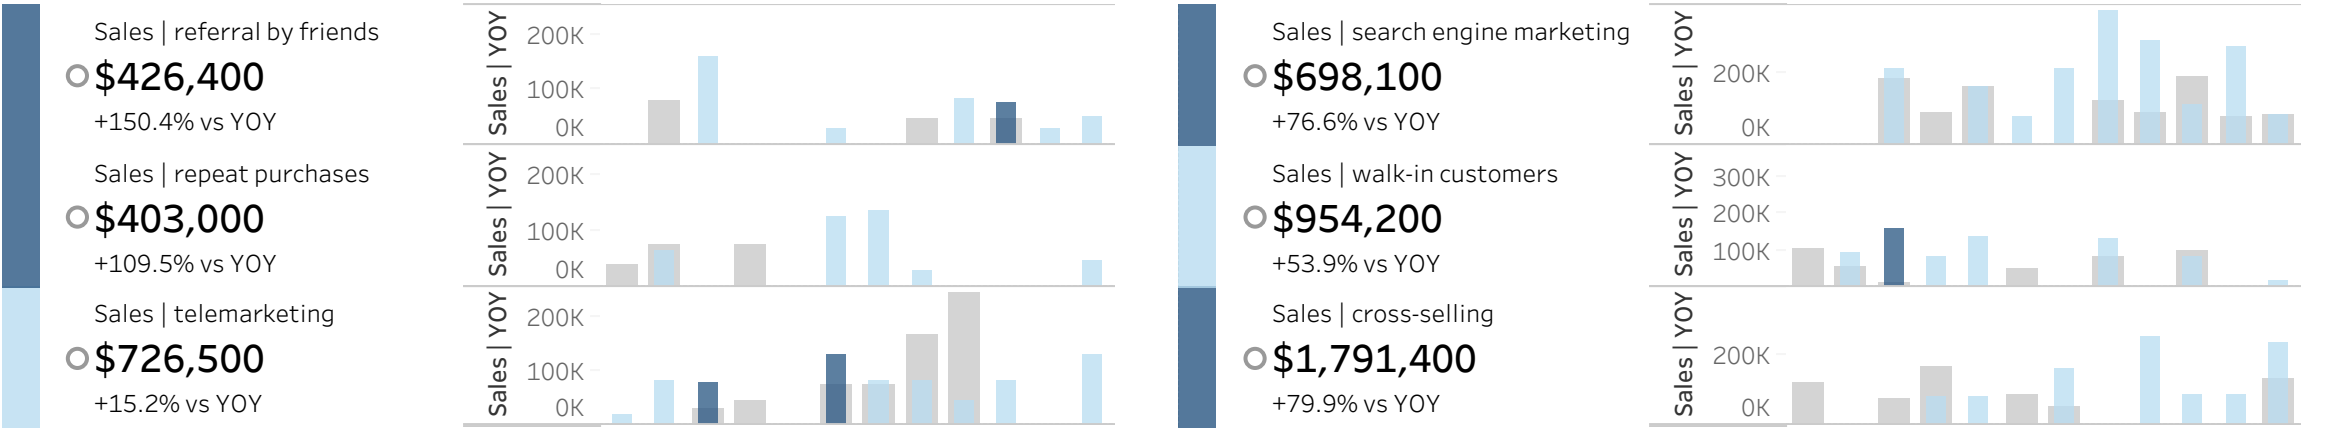 Sales | referral by friends
$426,400
+150.4% vs YOY
Sales | YOY
200K
100K
0K
Sales | repeat purchases
$403,000
+109.5% vs YOY
Sales | YOY
200K
100K
0K
Sales | telemarketing
$726,500
+15.2% vs YOY
Sales | YOY
200K
100K
0K
Sales | search engine marketing
$698,100
+76.6% vs YOY
Sales | YOY
200K
0K
Sales | walk-in customers
$954,200
+53.9% vs YOY
Sales | YOY
300K
200K
100K
Sales | cross-selling
$1,791,400
+79.9% vs YOY
Sales | YOY
200K
0K